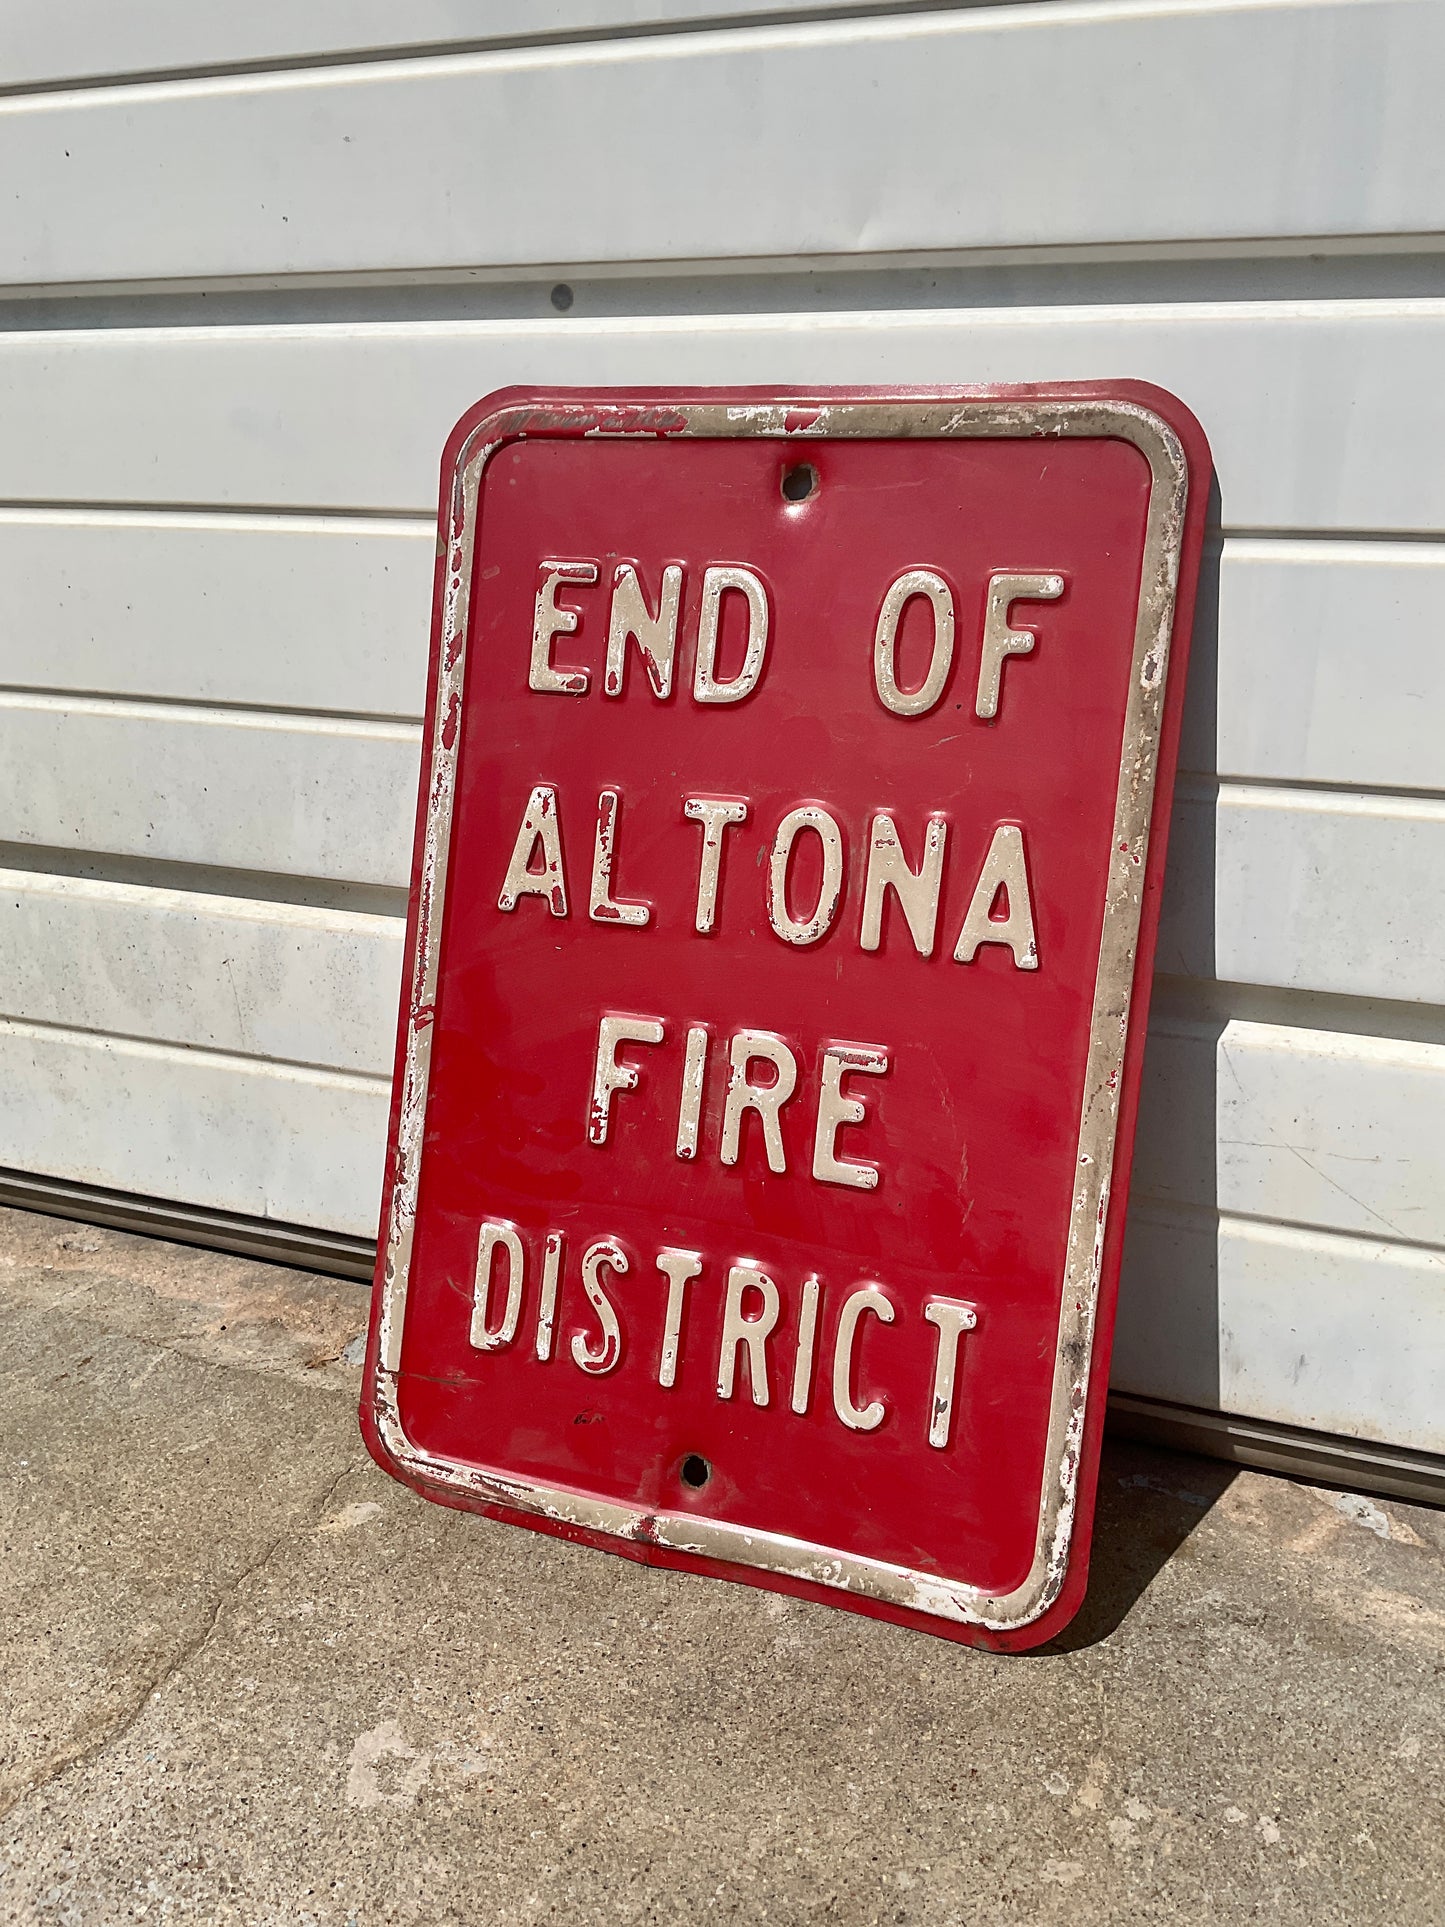 END OF
ALTONA
FIRE
DISTRICT